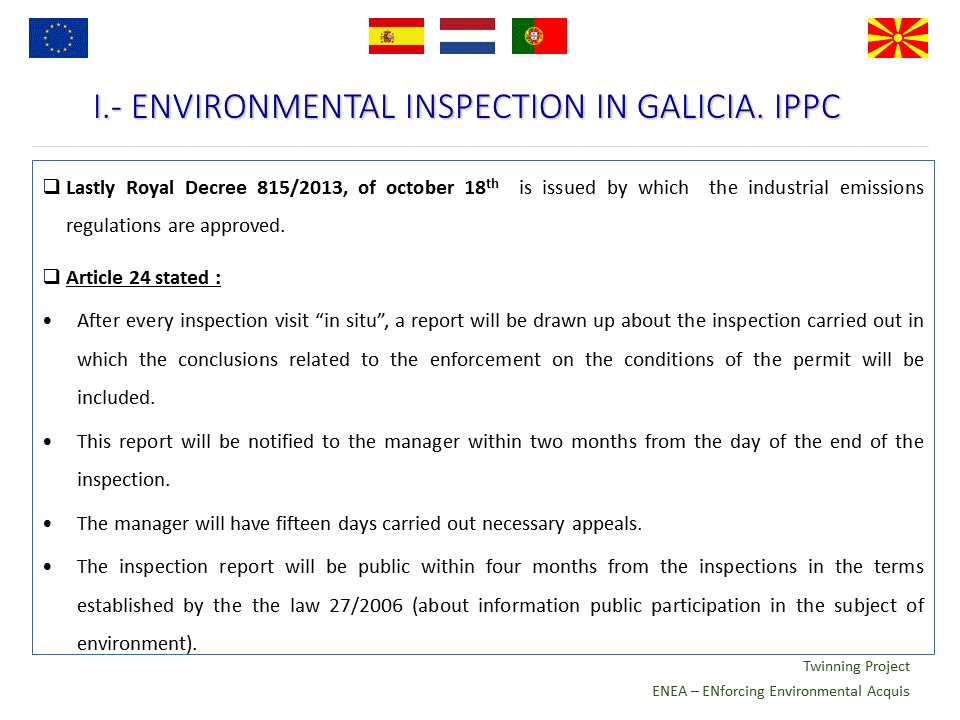 I.- ENVIRONMENTAL INSPECTION IN GALICIA. IPPC
❑ Lastly Royal Decree 815/2013, of october 18th is issued by which the industrial emissions
regulations are approved.
❑ Article 24 stated :
• After every inspection visit “in situ”, a report will be drawn up about the inspection carried out in
which the conclusions related to the enforcement on the conditions of the permit will be
included.
• This report will be notified to the manager within two months from the day of the end of the
inspection.
• The manager will have fifteen days carried out necessary appeals.
• The inspection report will be public within four months from the inspections in the terms
established by the the law 27/2006 (about information public participation in the subject of
environment).
Twinning Project
ENEA – ENforcing Environmental Acquis